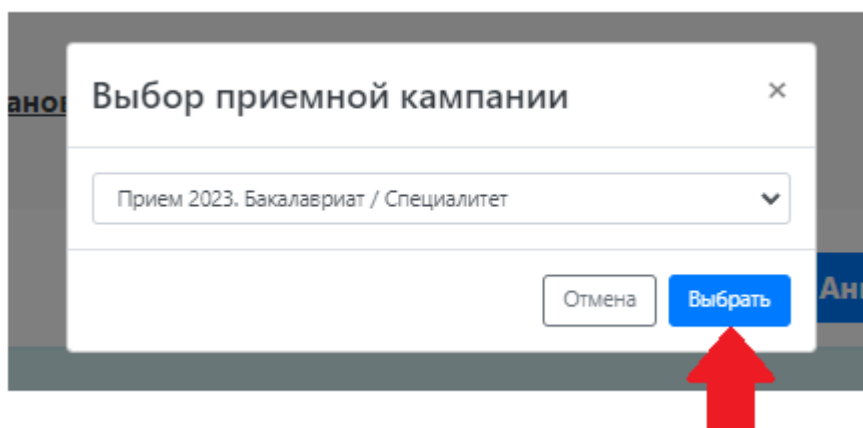 Выбор приемной кампании
×
Прием 2023. Бакалавриат / Специалитет
Отмена
Выбрать